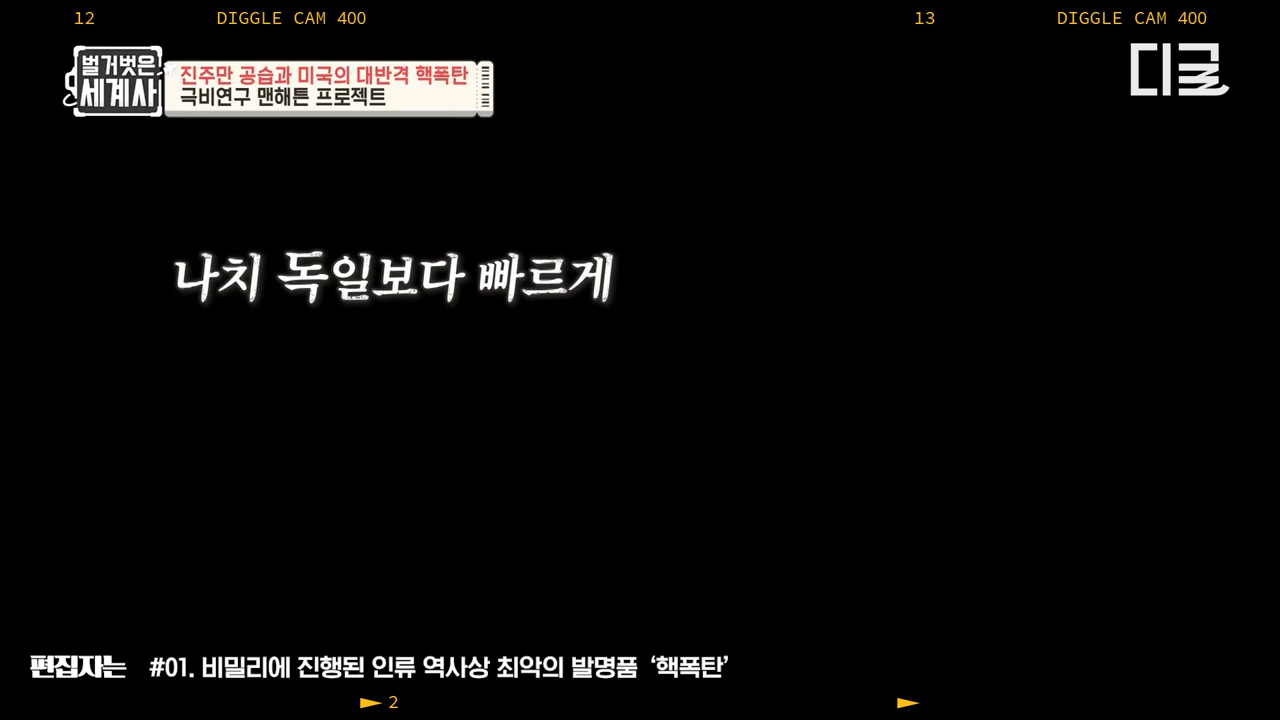 12 DIGGLE CAM 400 13 DIGGLE CAM 400
벌거벗은
세계사
진주만 공습과 미국의 대반격 핵폭탄
극비연구 맨해튼 프로젝트
디글
나치 독일보다 빠르게
편집자는 #01. 비밀리에 진행된 인류 역사상 최악의 발명품 ‘핵폭탄’
2